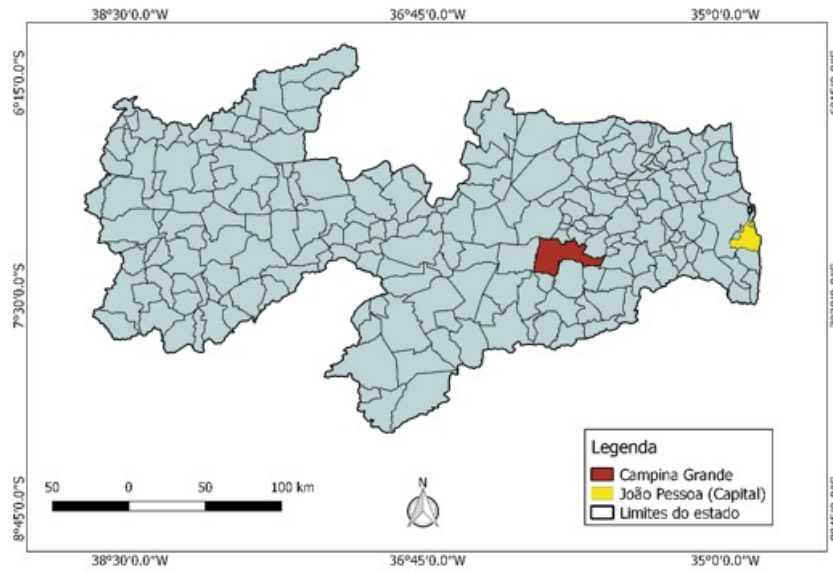 38°30'0.0"W 36°45'0.0"W 35°0'0.0"W
6°15'0.0"S
7°30'0.0"S
8°45'0.0"S
50 0 50 100 km
N
Legenda
Campina Grande
João Pessoa (Capital)
Limites do estado
38°30'0.0"W 36°45'0.0"W 35°0'0.0"W